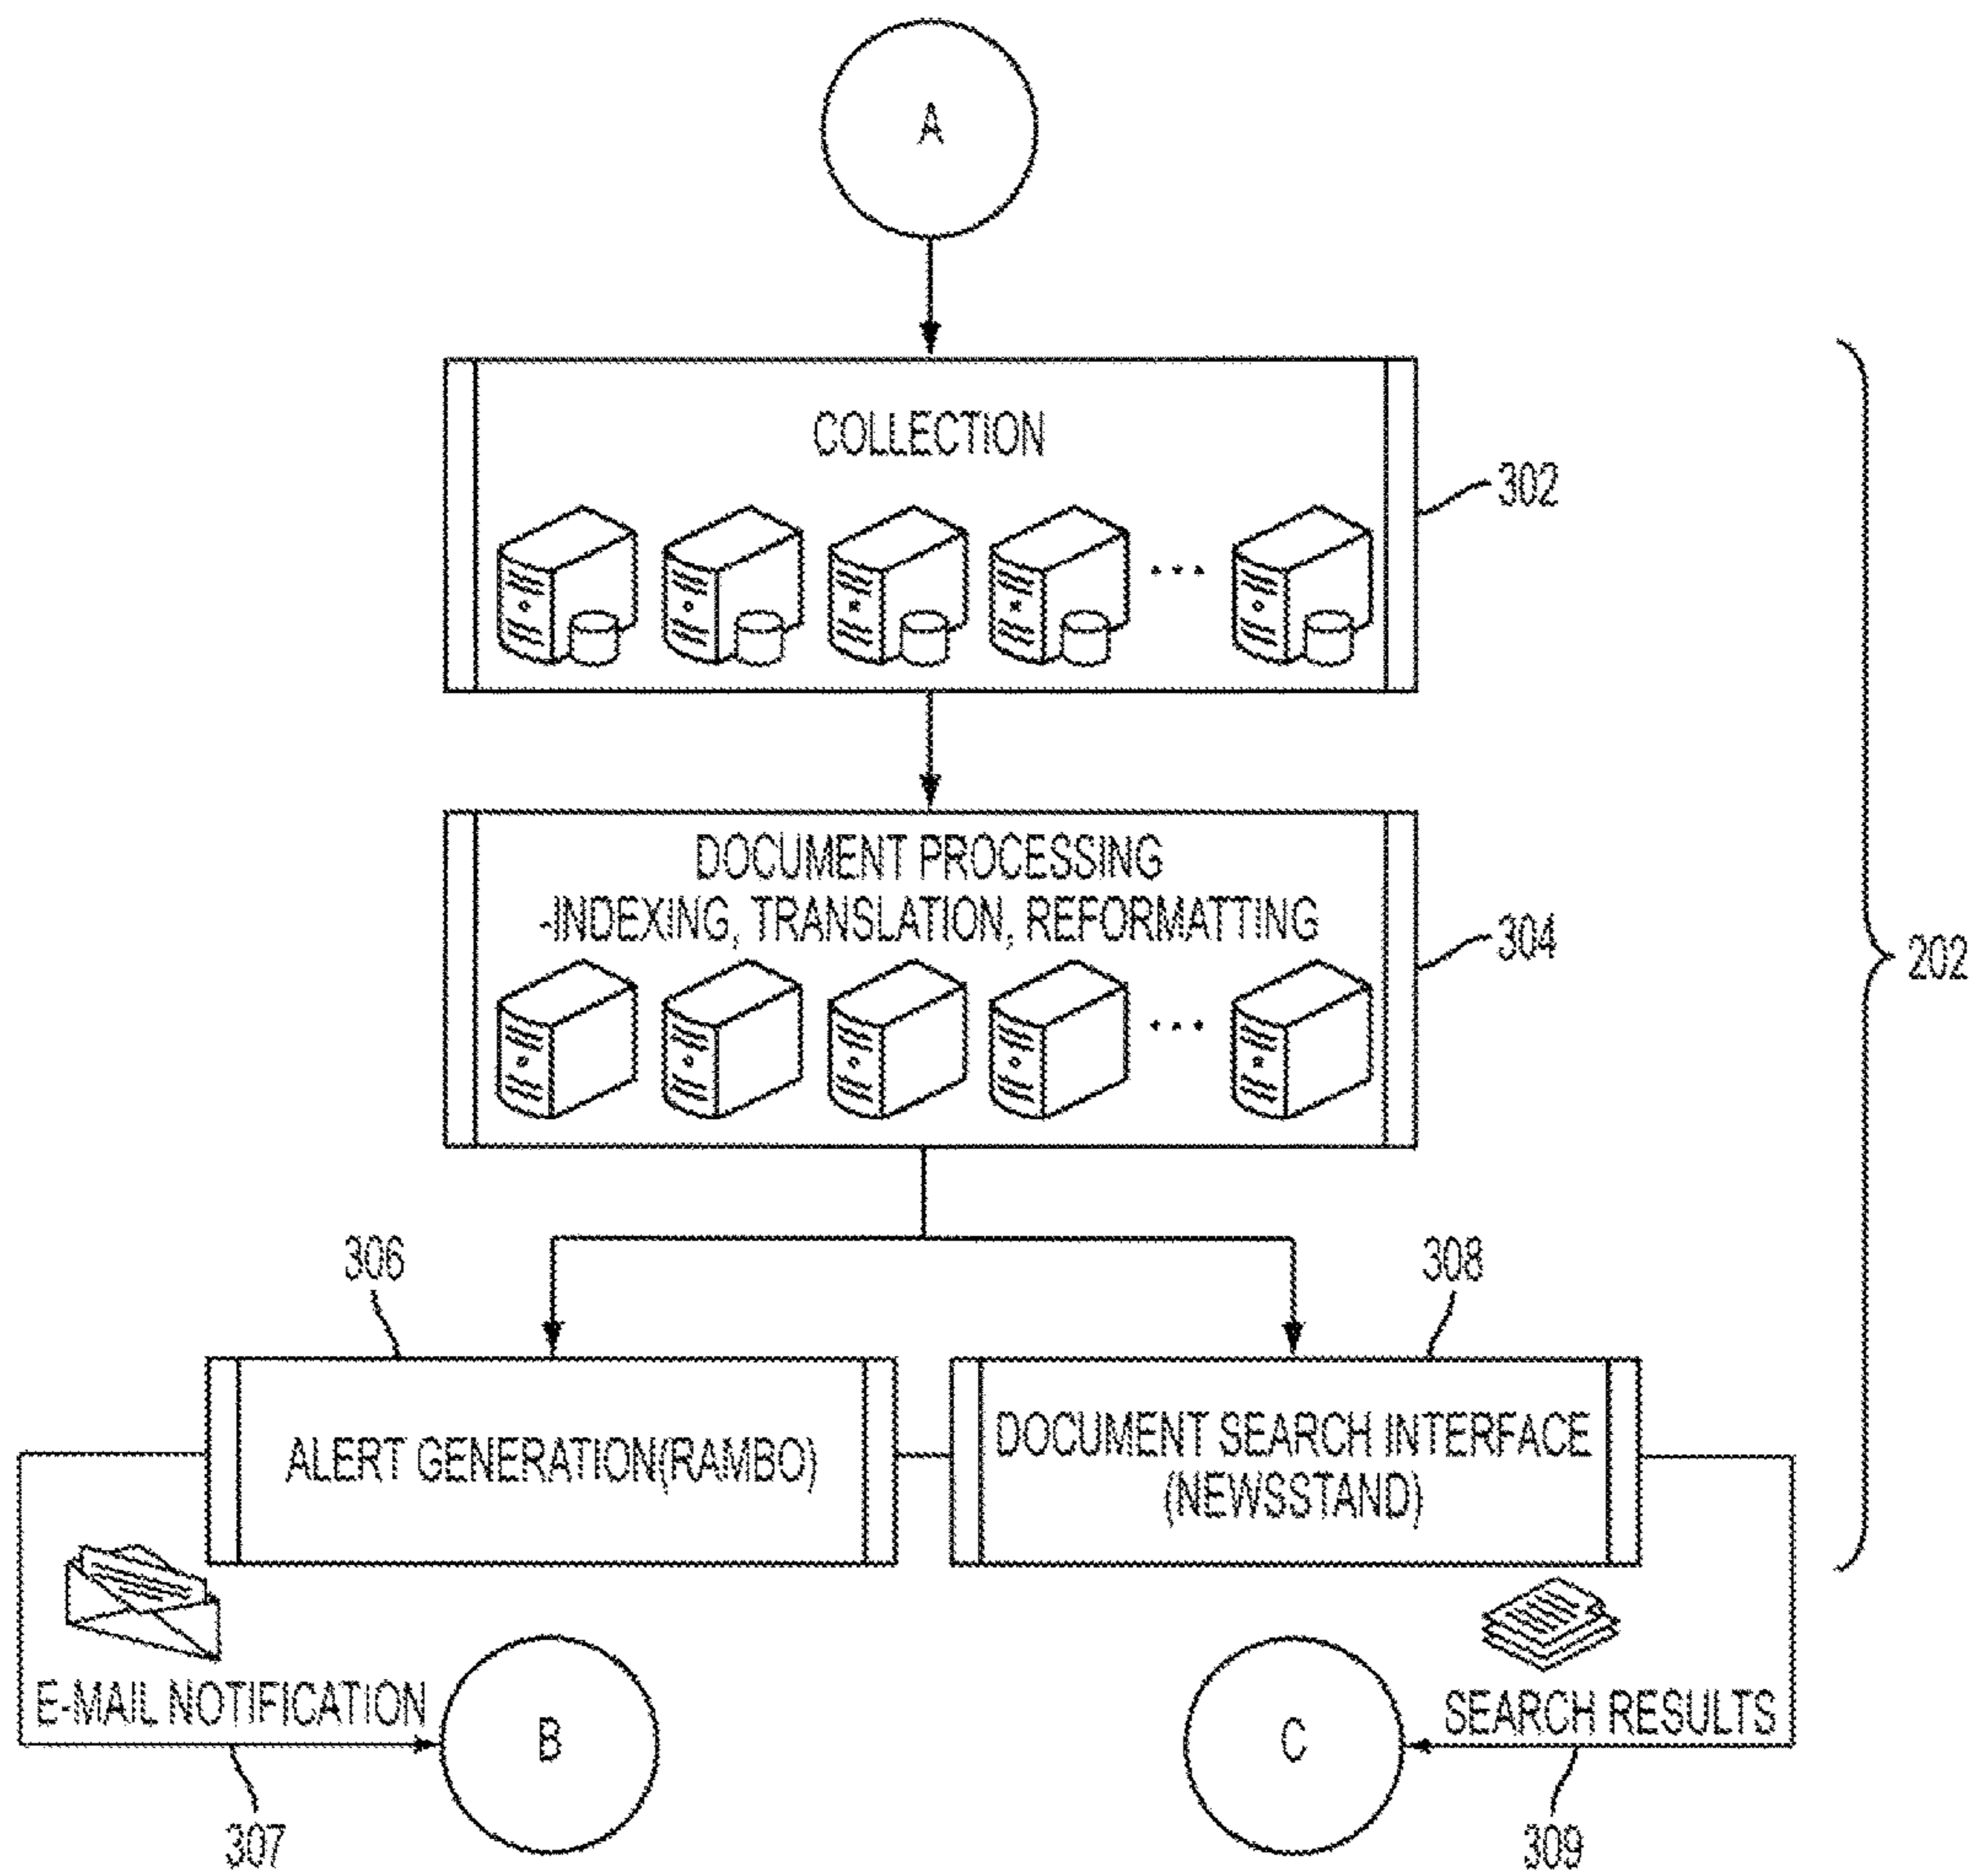 A
COLLECTION
302
DOCUMENT PROCESSING
-INDEXING, TRANSLATION, REFORMATTING
304
202
306
308
ALERT GENERATION(RAMBO)
DOCUMENT SEARCH INTERFACE
(NEWSSTAND)
E-MAIL NOTIFICATION
B
C
SEARCH RESULTS
307
309